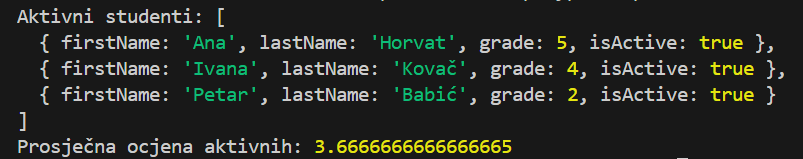 Aktivni studenti: [
  { firstName: 'Ana', lastName: 'Horvat', grade: 5, isActive: true },
  { firstName: 'Ivana', lastName: 'Kovač', grade: 4, isActive: true },
  { firstName: 'Petar', lastName: 'Babić', grade: 2, isActive: true }
]
Prosječna ocjena aktivnih: 3.6666666666666665